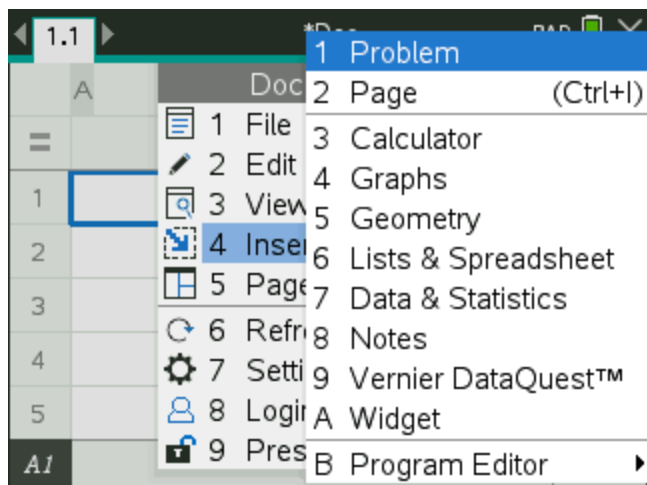 1.1 *Doc RAD
Doc
1 File
2 Edit
3 View
4 Inser
5 Page
6 Refr
7 Setti
8 Login
9 Pres
1 Problem
2 Page (Ctrl+I)
3 Calculator
4 Graphs
5 Geometry
6 Lists & Spreadsheet
7 Data & Statistics
8 Notes
9 Vernier DataQuest™
A Widget
B Program Editor
A
=
1
2
3
4
5
A1